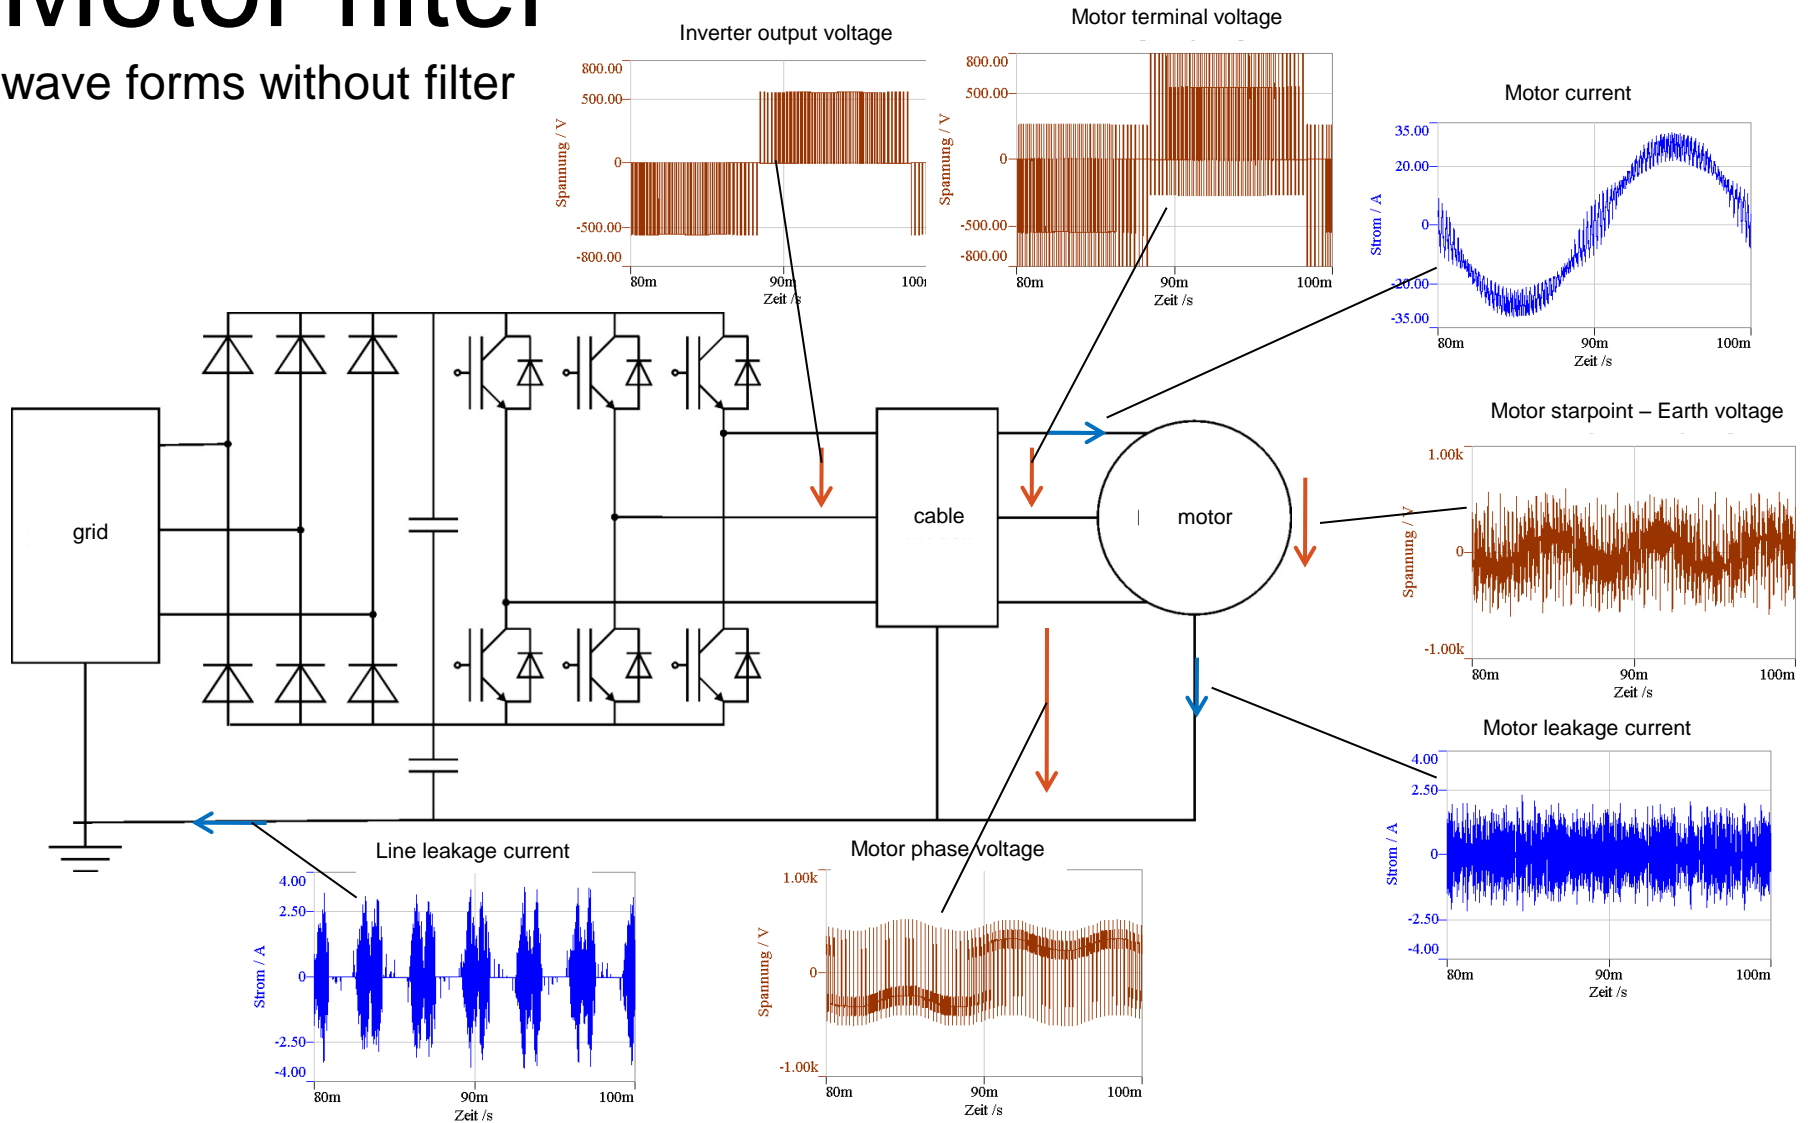 Motor filter
wave forms without filter
Inverter output voltage
800.00
500.00
0
-500.00
-800.00
Spannung / V
80m
90m
100m
Zeit /s
Motor terminal voltage
800.00
500.00
0
-500.00
-800.00
Spannung / V
80m
90m
100m
Zeit /s
Motor current
35.00
20.00
0
-20.00
-35.00
Strom / A
80m
90m
100m
Zeit /s
grid
cable
motor
Motor starpoint – Earth voltage
1.00k
0
-1.00k
Spannung / V
80m
90m
100m
Zeit /s
Motor leakage current
4.00
2.50
0
-2.50
-4.00
Strom / A
80m
90m
100m
Zeit /s
Line leakage current
4.00
2.50
0
-2.50
-4.00
Strom / A
80m
90m
100m
Zeit /s
Motor phase voltage
1.00k
0
-1.00k
Spannung / V
80m
90m
100m
Zeit /s